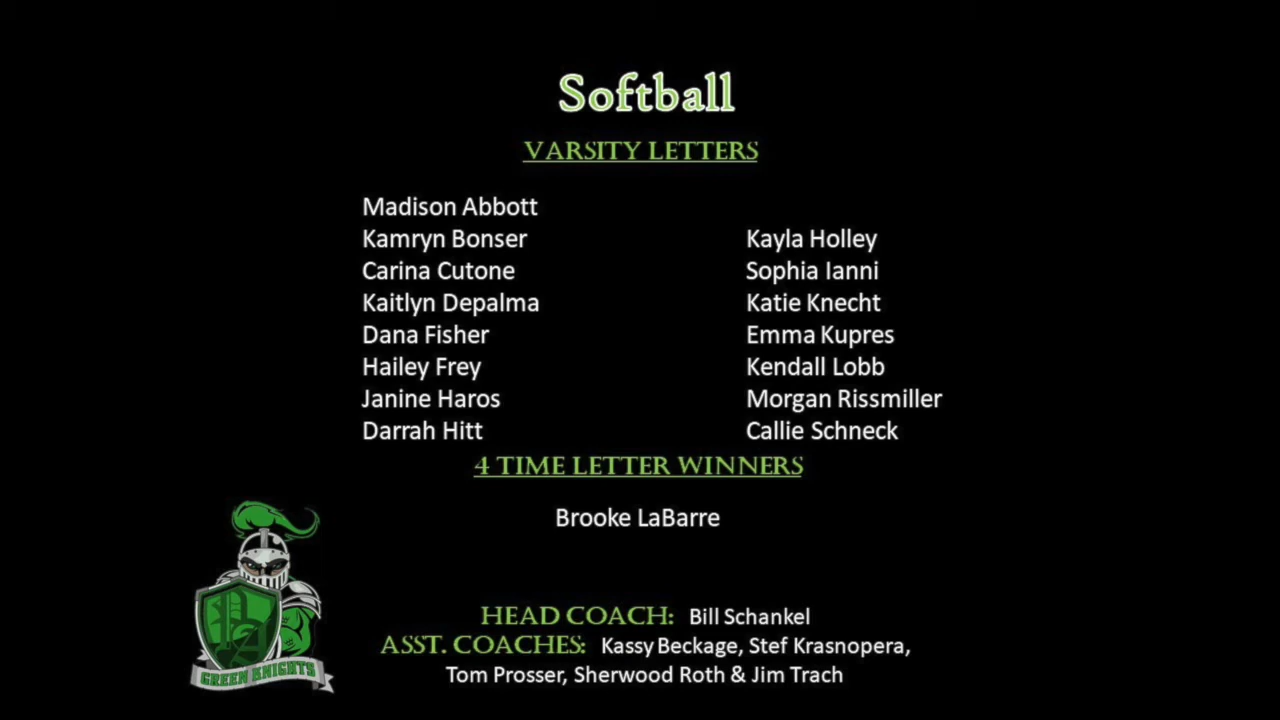 Softball
VARSITY LETTERS
Madison Abbott
Kamryn Bonser
Carina Cutone
Kaitlyn Depalma
Dana Fisher
Hailey Frey
Janine Haros
Darrah Hitt
Kayla Holley
Sophia Ianni
Katie Knecht
Emma Kupres
Kendall Lobb
Morgan Rissmiller
Callie Schneck
4 TIME LETTER WINNERS
Brooke LaBarre
HEAD COACH: Bill Schankel
ASST. COACHES: Kassy Beckage, Stef Krasnopera,
Tom Prosser, Sherwood Roth & Jim Trach
PA
GREEN KNIGHTS